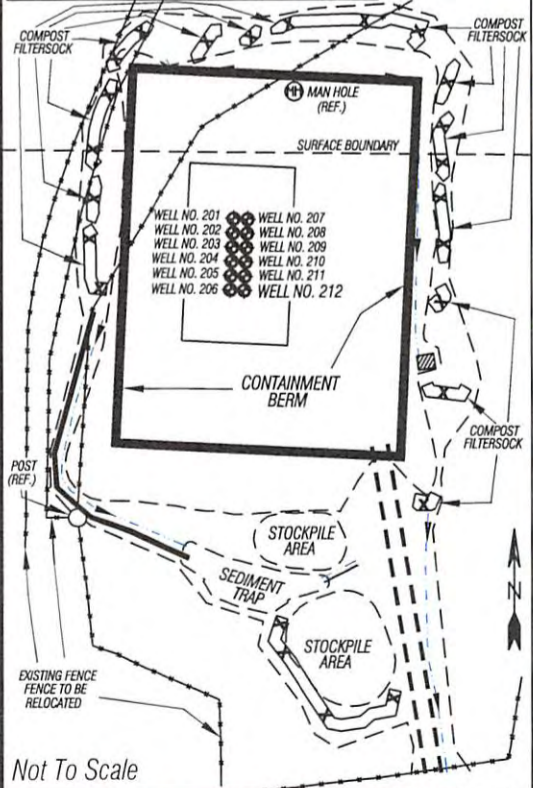 COMPOST
FILTERSOCK
COMPOST
FILTERSOCK
MH MAN HOLE
(REF.)
SURFACE BOUNDARY
WELL NO. 201
WELL NO. 202
WELL NO. 203
WELL NO. 204
WELL NO. 205
WELL NO. 206
WELL NO. 207
WELL NO. 208
WELL NO. 209
WELL NO. 210
WELL NO. 211
WELL NO. 212
CONTAINMENT
BERM
COMPOST
FILTERSOCK
POST
(REF.)
STOCKPILE
AREA
SEDIMENT
TRAP
STOCKPILE
AREA
N
EXISTING FENCE
FENCE TO BE
RELOCATED
Not To Scale